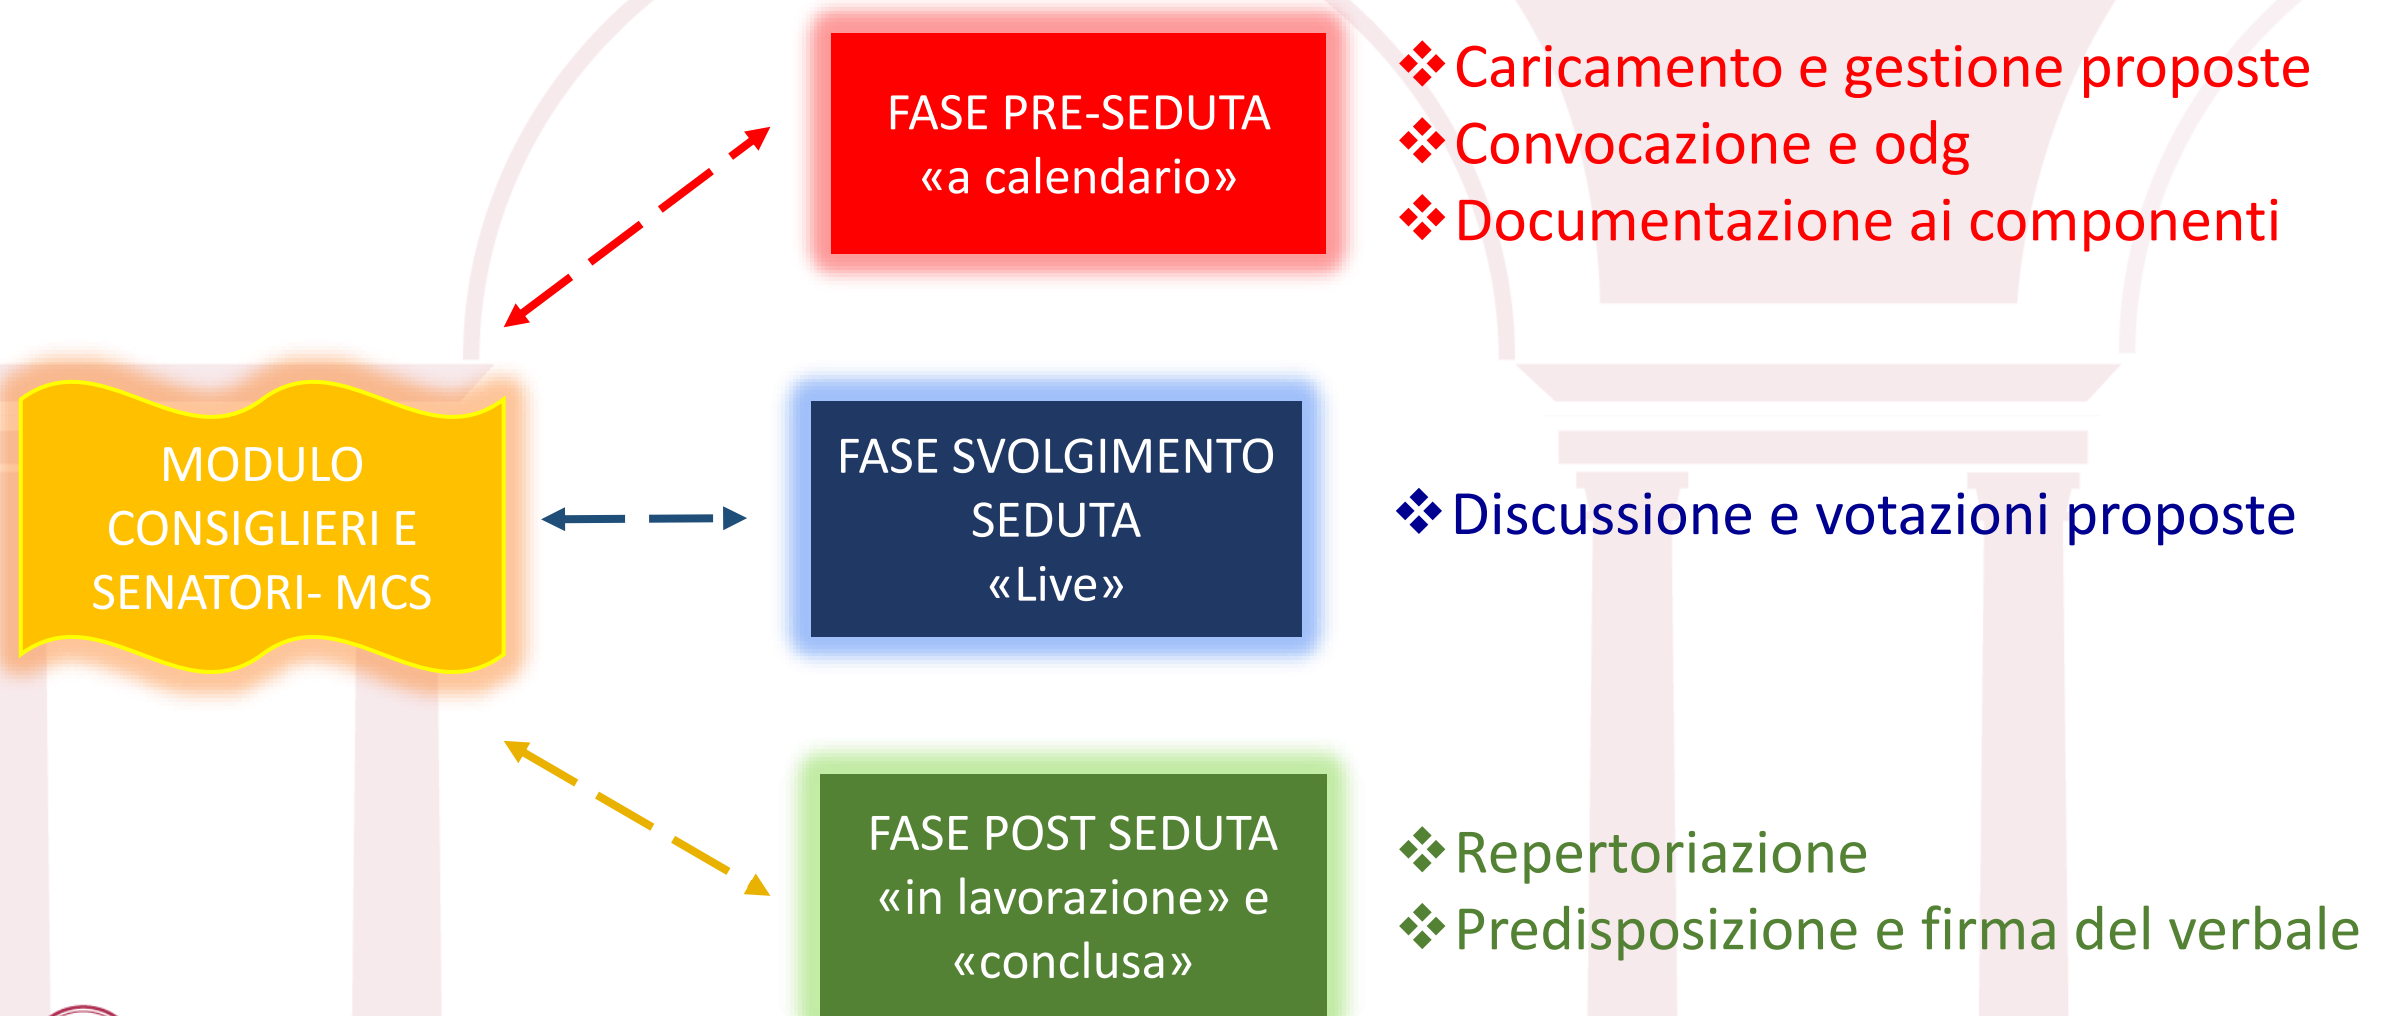 FASE PRE-SEDUTA
«a calendario»
❖Caricamento e gestione proposte
❖Convocazione e odg
❖Documentazione ai componenti
MODULO
CONSIGLIERI E
SENATORI- MCS
FASE SVOLGIMENTO
SEDUTA
«Live»
❖Discussione e votazioni proposte
FASE POST SEDUTA
«in lavorazione» e
«conclusa»
❖Repertoriazione
❖Predisposizione e firma del verbale